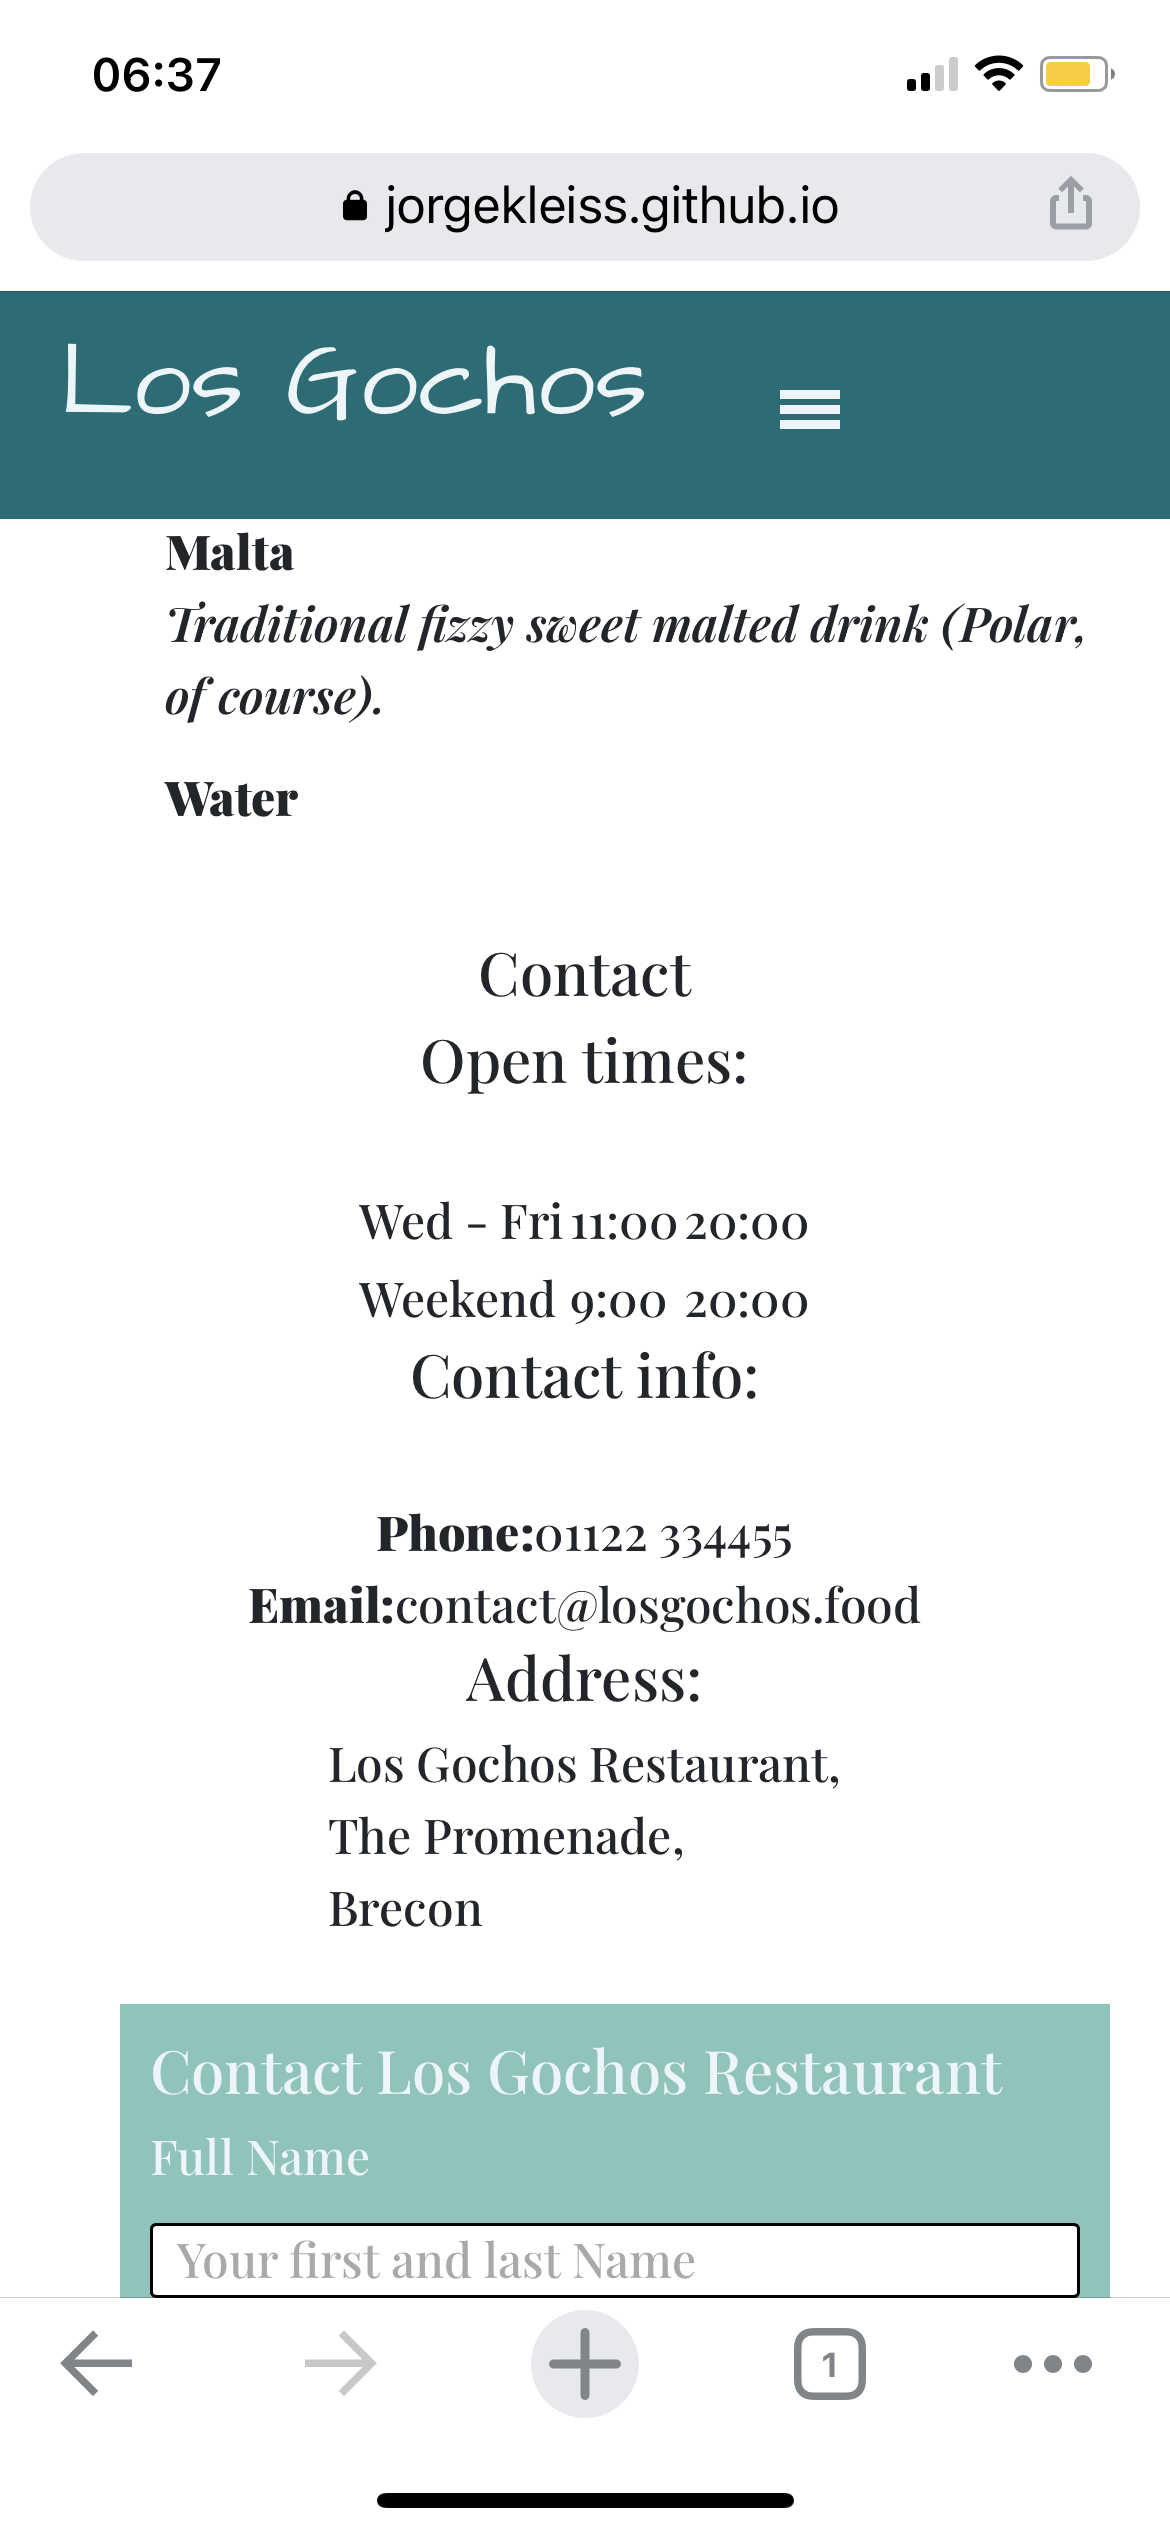 06:37
jorgekleiss.github.io
Los Gochos
Malta
Traditional fizzy sweet malted drink (Polar,
of course).
Water
Contact
Open times:
Wed - Fri 11:00 20:00
Weekend 9:00 20:00
Contact info:
Phone:01122 334455
Email:contact@losgochos.food
Address:
Los Gochos Restaurant,
The Promenade,
Brecon
Contact Los Gochos Restaurant
Full Name
Your first and last Name
1